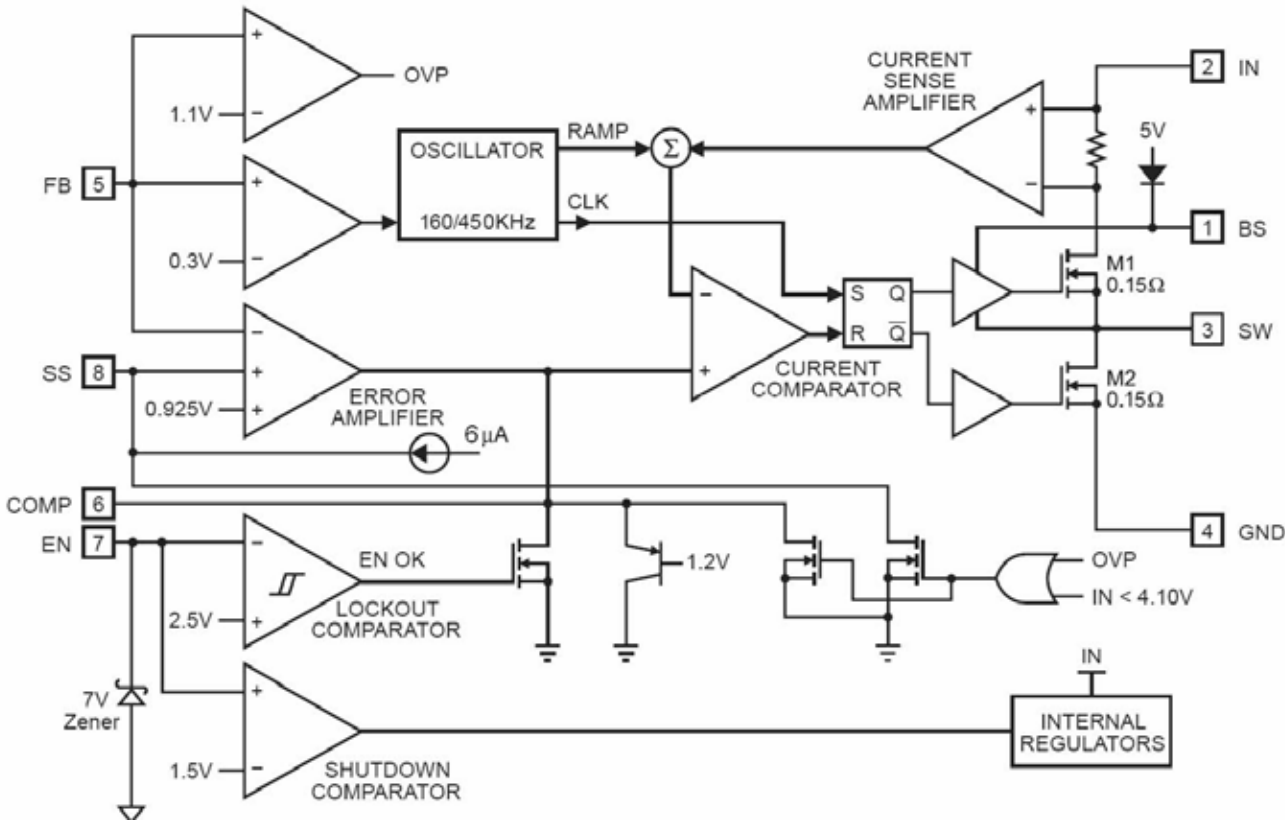 OVP
1.1V
FB 5
0.3V
OSCILLATOR
160/450KHz
RAMP
CLK
Σ
CURRENT
SENSE
AMPLIFIER
2 IN
5V
1 BS
M1
0.15Ω
3 SW
S Q
R Q̅
CURRENT
COMPARATOR
M2
0.15Ω
SS 8
0.925V
ERROR
AMPLIFIER
6μA
COMP 6
EN 7
EN OK
LOCKOUT
COMPARATOR
2.5V
1.2V
4 GND
OVP
IN < 4.10V
7V
Zener
1.5V
SHUTDOWN
COMPARATOR
IN
INTERNAL
REGULATORS
+
−
+
−
−
+
+
−
+
+
−
−
+
+
−